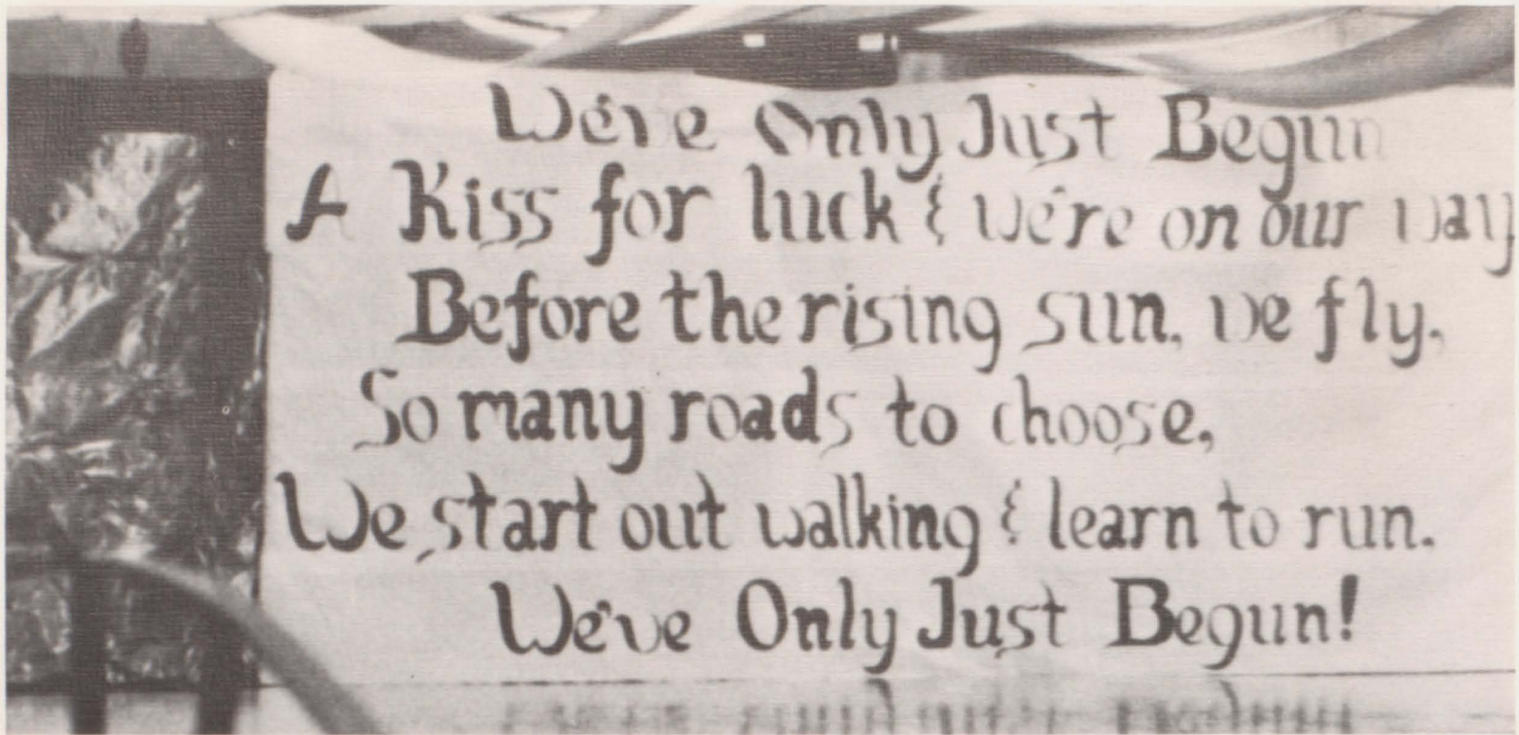 We've Only Just Begun
A Kiss for luck & we're on our way
Before the rising sun, we fly.
So many roads to choose,
We start out walking & learn to run.
We've Only Just Begun!